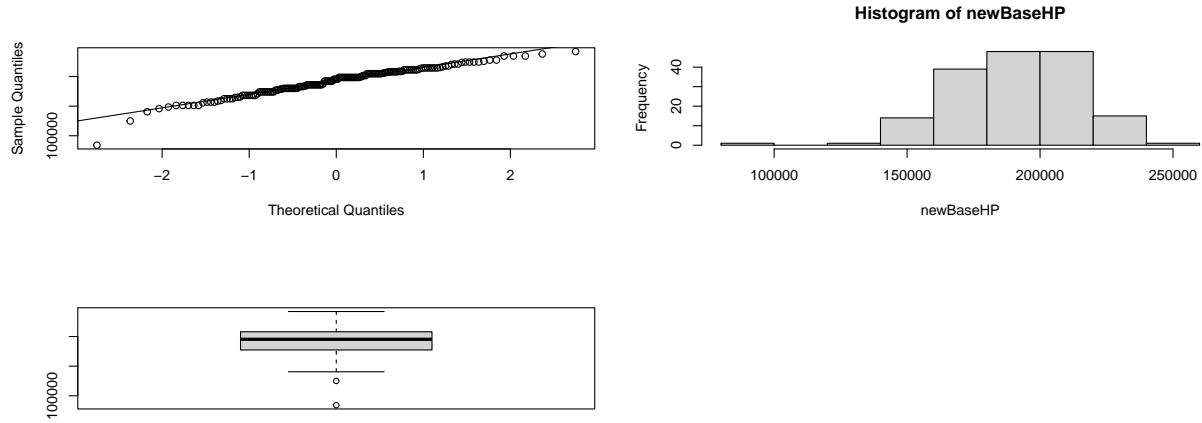 Sample Quantiles
100000
−2 −1 0 1 2
Theoretical Quantiles
Histogram of newBaseHP
Frequency
40
20
0
100000 150000 200000 250000
newBaseHP
100000